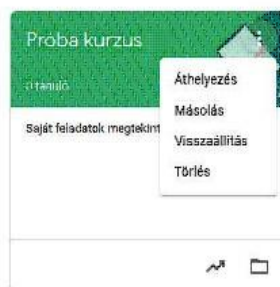 Próba kurzus
0 tanuló
Saját feladatok megtekint
Áthelyezés
Másolás
Visszaállítás
Törlés